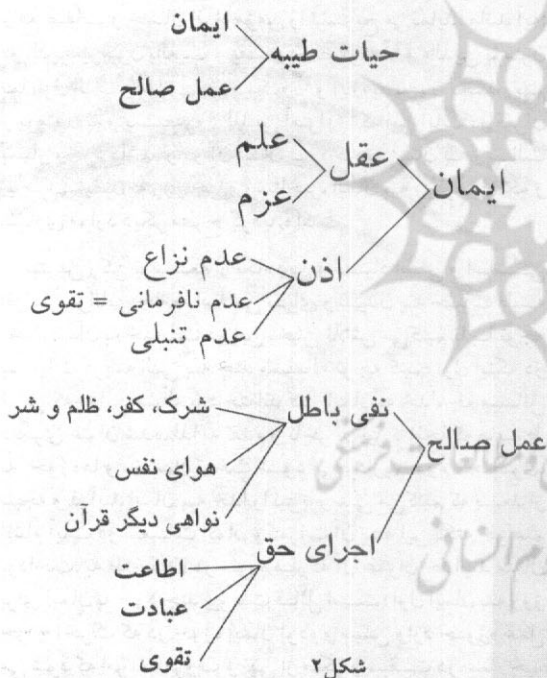 ایمان
حیات طیبه
عمل صالح
علم
عقل
عزم
ایمان
اذن
عدم نزاع
عدم نافرمانی = تقوی
عدم تنبلی
شرک، کفر، ظلم و شر
نفی باطل
هوای نفس
عمل صالح
نواهی دیگر قرآن
اجرای حق
اطاعت
عبادت
تقوی
شکل ۲